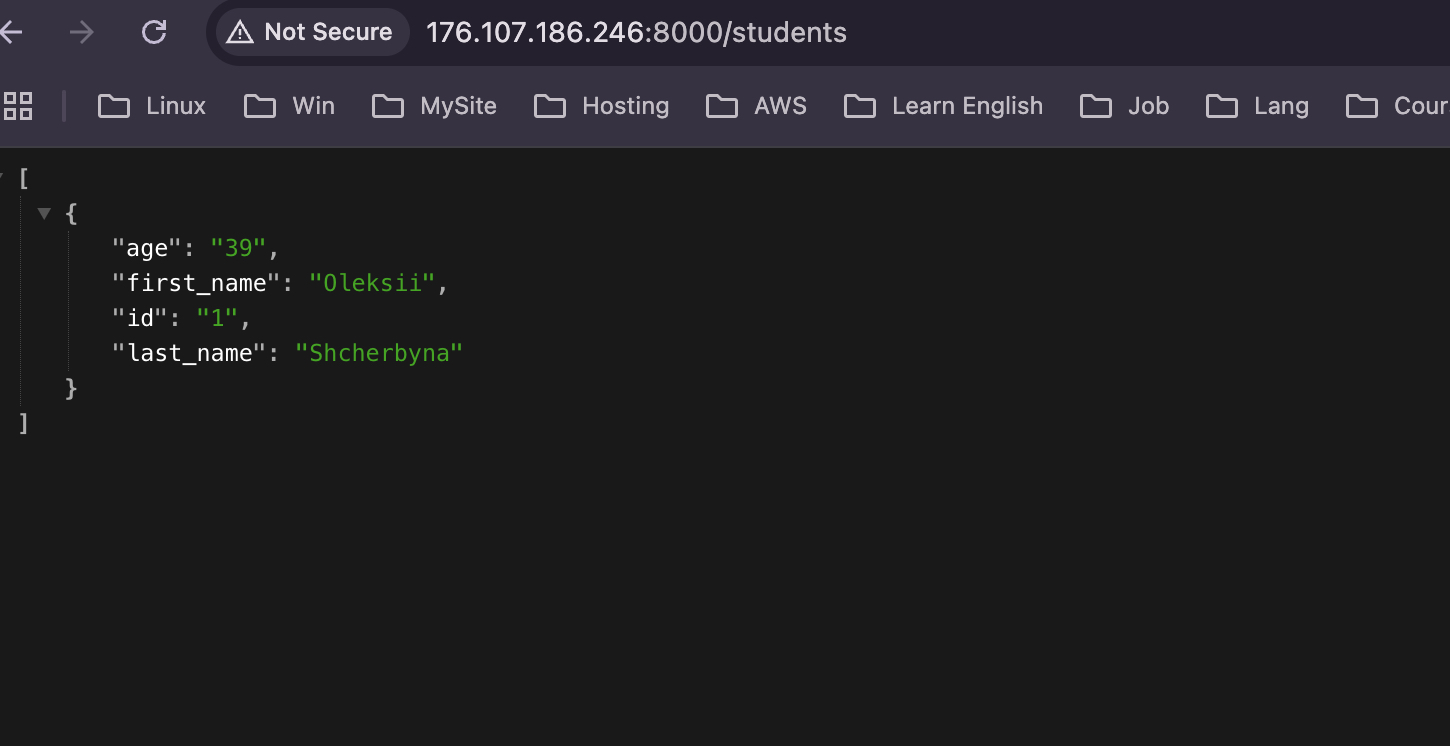 Not Secure 176.107.186.246:8000/students
Linux Win MySite Hosting AWS Learn English Job Lang Cour
[
{
"age": "39",
"first_name": "Oleksii",
"id": "1",
"last_name": "Shcherbyna"
}
]